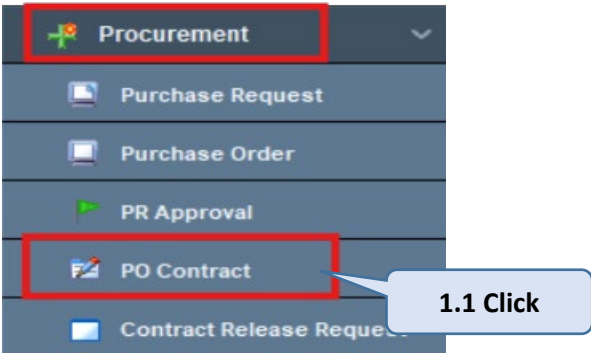 Procurement
Purchase Request
Purchase Order
PR Approval
PO Contract
1.1 Click
Contract Release Request